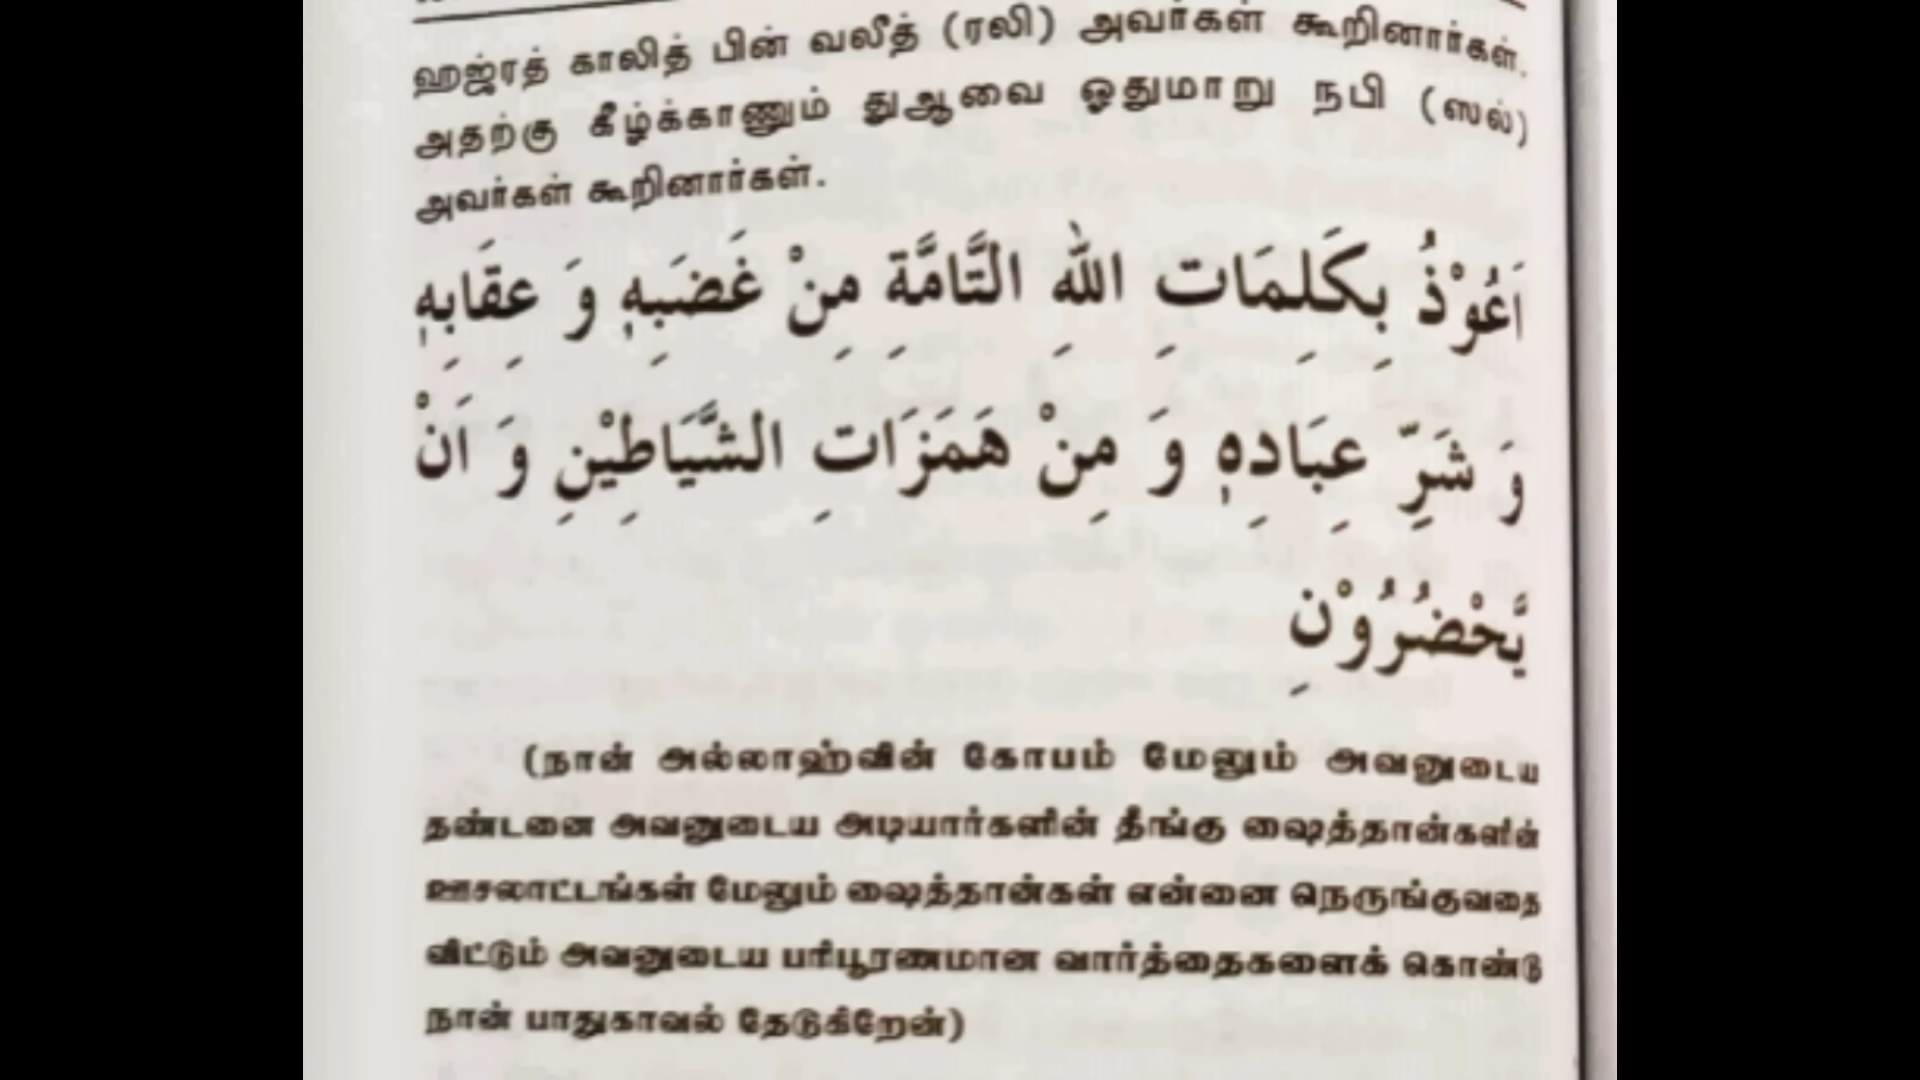 ஹஜ்ரத் காலித் பின் வலீத் (ரலி) அவர்கள் கூறினார்கள்.
அதற்கு கீழ்க்காணும் துஆவை ஓதுமாறு நபி (ஸல்)
அவர்கள் கூறினார்கள்.
اَعُوْذُ بِكَلِمَاتِ اللهِ التَّامَّةِ مِنْ غَضَبِهٖ وَ عِقَابِهٖ
وَ شَرِّ عِبَادِهٖ وَ مِنْ هَمَزَاتِ الشَّيَاطِيْنِ وَ اَنْ
يَّحْضُرُوْنِ
(நான் அல்லாஹ்வின் கோபம் மேலும் அவனுடைய
தண்டனை அவனுடைய அடியார்களின் தீங்கு ஷைத்தான்களின்
ஊசலாட்டங்கள் மேலும் ஷைத்தான்கள் என்னை நெருங்குவதை
விட்டும் அவனுடைய பரிபூரணமான வார்த்தைகளைக் கொண்டு
நான் பாதுகாவல் தேடுகிறேன்)